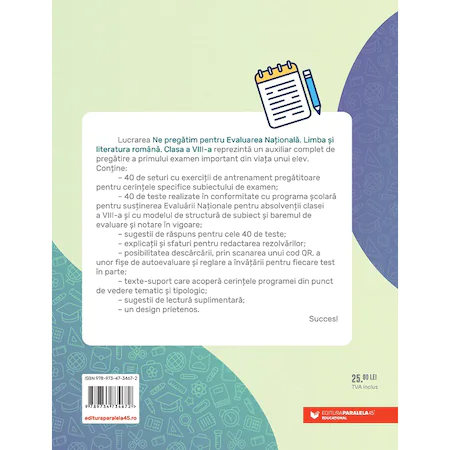 Lucrarea Ne pregătim pentru Evaluarea Națională. Limba și
literatura română. Clasa a VIII-a reprezintă un auxiliar complet de
pregătire a primului examen important din viața unui elev.
Conține:
– 40 de seturi cu exerciții de antrenament pregătitoare
pentru cerințele specifice subiectului de examen;
– 40 de teste realizate în conformitate cu programa școlară
pentru susținerea Evaluării Naționale pentru absolvenții clasei
a VIII-a și cu modelul de structură de subiect și baremul de
evaluare și notare în vigoare;
– sugestii de răspuns pentru cele 40 de teste;
– explicații și sfaturi pentru redactarea rezolvărilor;
– posibilitatea descărcării, prin scanarea unui cod QR, a
unor fișe de autoevaluare și reglare a învățării pentru fiecare test
în parte;
– texte-suport care acoperă cerințele programei din punct
de vedere tematic și tipologic;
– sugestii de lectură suplimentară;
– un design prietenos.
Succes!
ISBN 978-973-47-3467-2
9789734734672
edituraparalela45.ro
25,80 LEI
TVA inclus
EDITURA PARALELA 45
EDUCATIONAL